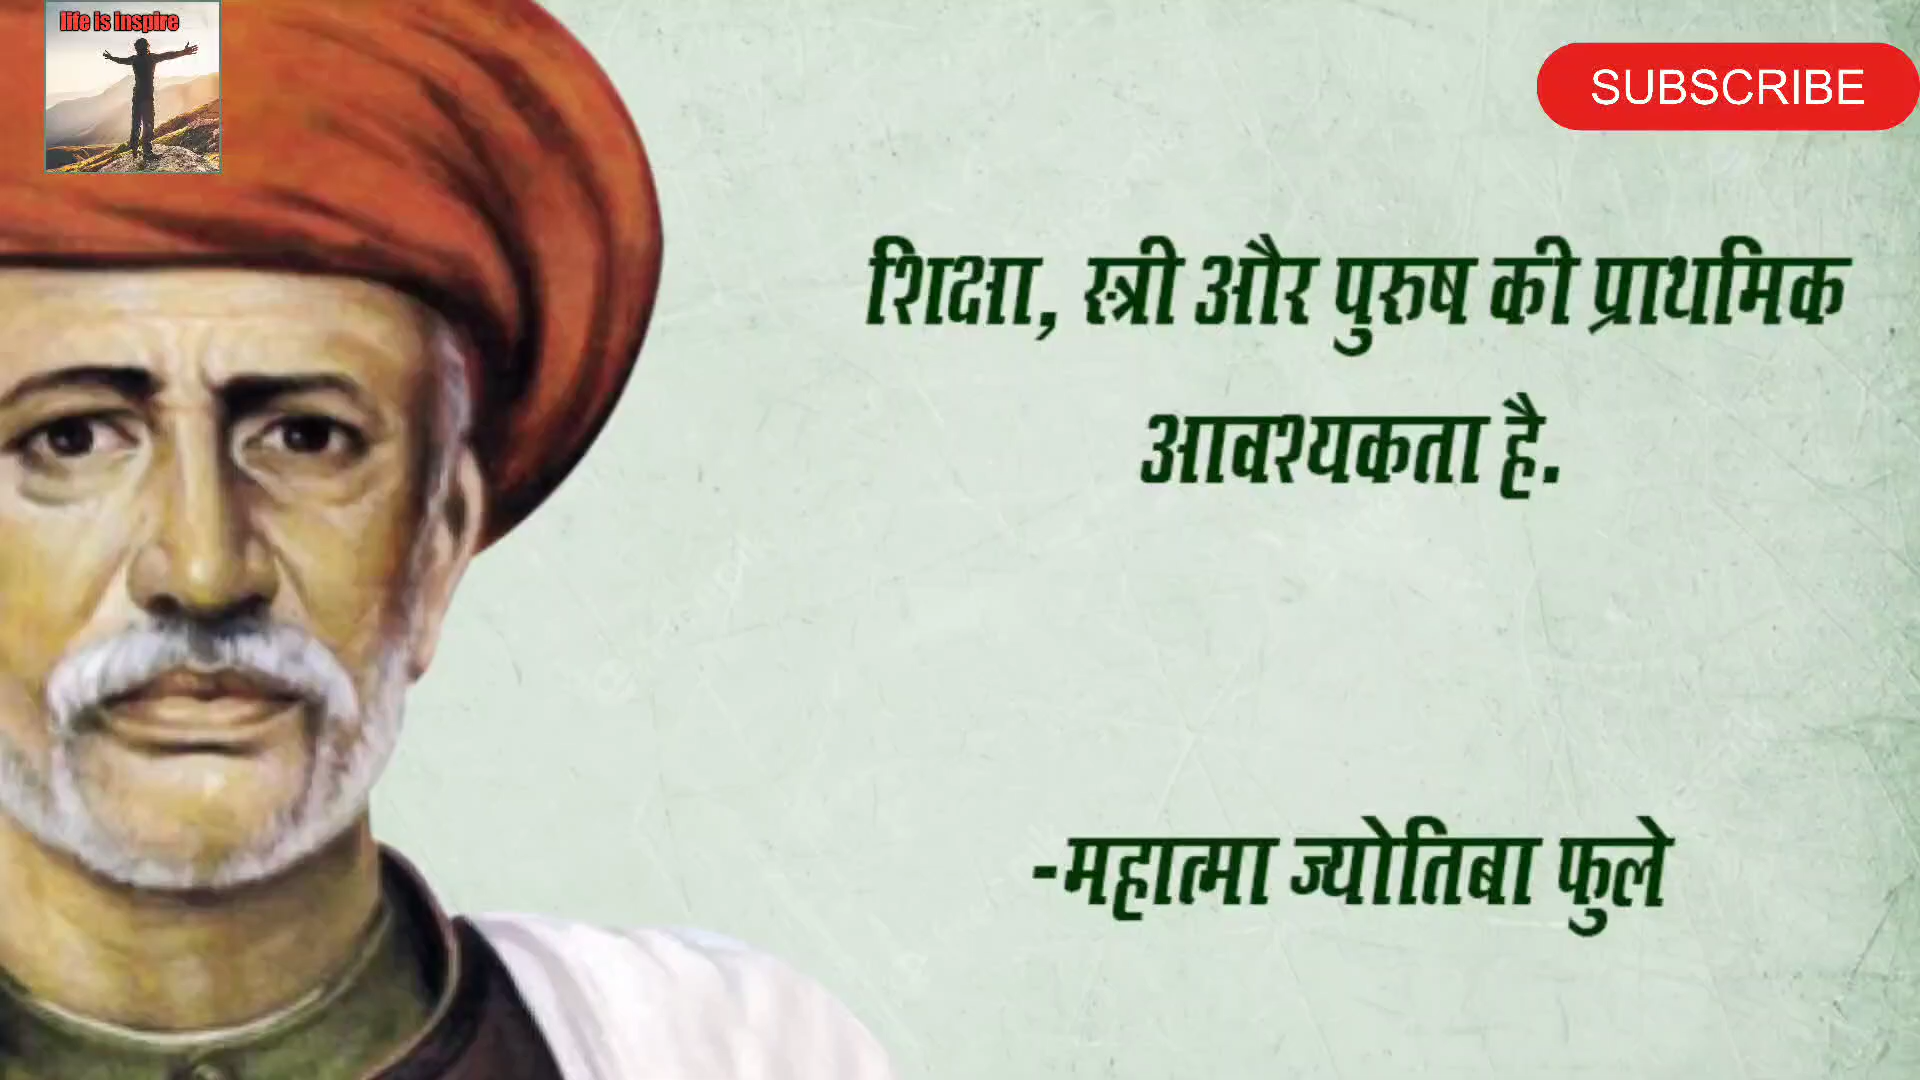 life is inspire
SUBSCRIBE
शिक्षा, स्त्री और पुरुष की प्राथमिक
आवश्यकता है.
-महात्मा ज्योतिबा फुले